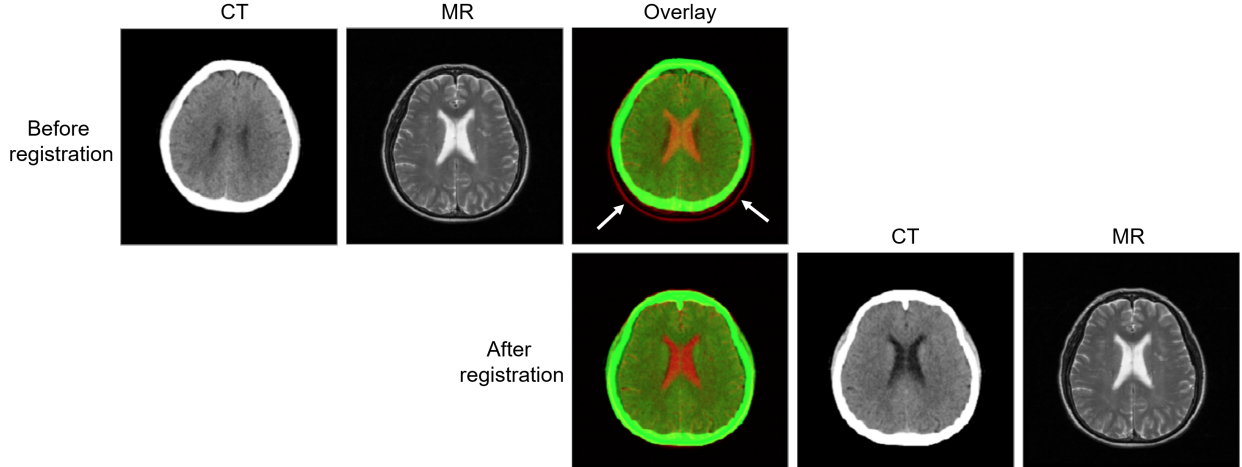 CT
MR
Overlay
Before
registration
CT
MR
After
registration